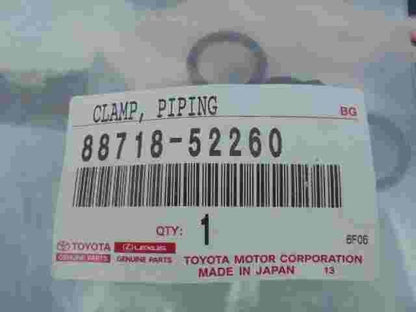 CLAMP, PIPING
BG
88718-52260
QTY: 1
6F06
TOYOTA LEXUS
GENUINE PARTS GENUINE PARTS
TOYOTA MOTOR CORPORATION
MADE IN JAPAN 13